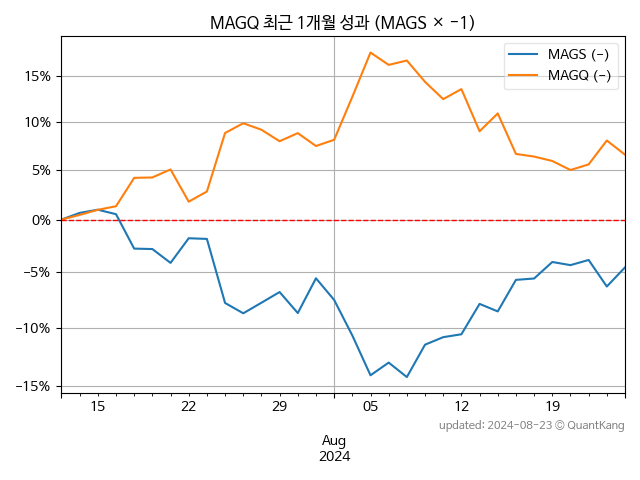 MAGQ 최근 1개월 성과 (MAGS × −1)
MAGS (-)
MAGQ (-)
15%
10%
5%
0%
−5%
−10%
−15%
15
22
29
05
12
19
updated: 2024-08-23 © QuantKang
Aug
2024